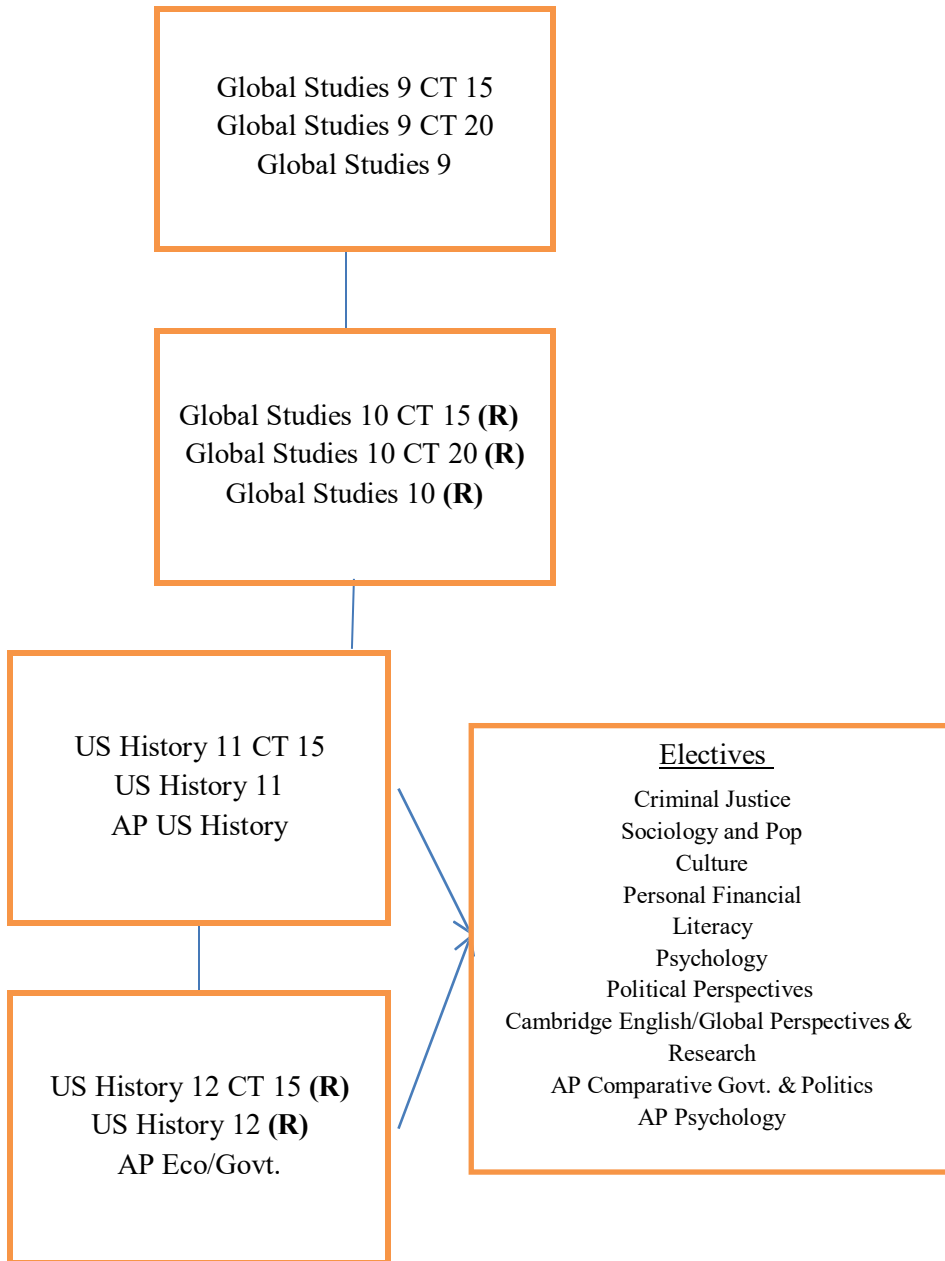 Global Studies 9 CT 15
Global Studies 9 CT 20
Global Studies 9
Global Studies 10 CT 15 (R)
Global Studies 10 CT 20 (R)
Global Studies 10 (R)
US History 11 CT 15
US History 11
AP US History
Electives
Criminal Justice
Sociology and Pop
Culture
Personal Financial
Literacy
Psychology
Political Perspectives
Cambridge English/Global Perspectives &
Research
AP Comparative Govt. & Politics
AP Psychology
US History 12 CT 15 (R)
US History 12 (R)
AP Eco/Govt.